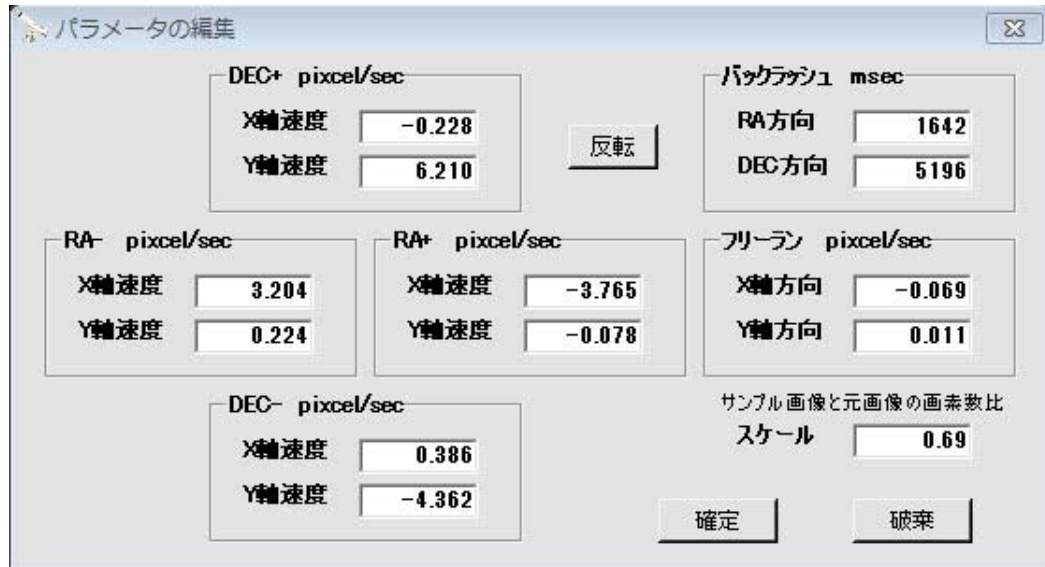 パラメータの編集
DEC+ pixcel/sec
X軸速度 -0.228
Y軸速度 6.210
反転
バックラッシュ msec
RA方向 1642
DEC方向 5196
RA- pixcel/sec
X軸速度 3.204
Y軸速度 0.224
RA+ pixcel/sec
X軸速度 -3.765
Y軸速度 -0.078
フリーラン pixcel/sec
X軸方向 -0.069
Y軸方向 0.011
DEC- pixcel/sec
X軸速度 0.386
Y軸速度 -4.362
サンプル画像と元画像の画素数比
スケール 0.69
確定
破棄